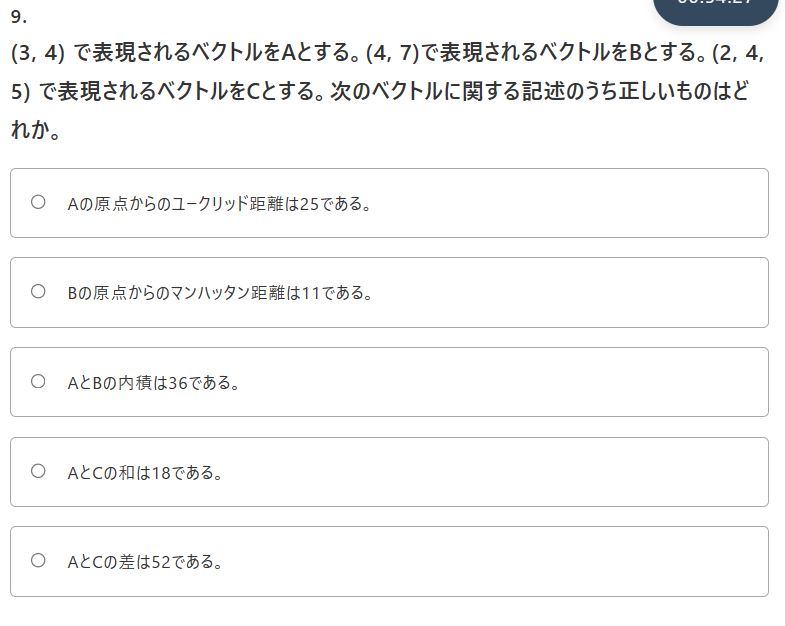 9.
(3, 4) で表現されるベクトルをAとする。(4, 7)で表現されるベクトルをBとする。(2, 4,
5) で表現されるベクトルをCとする。次のベクトルに関する記述のうち正しいものはど
れか。
Aの原点からのユークリッド距離は25である。
Bの原点からのマンハッタン距離は11である。
AとBの内積は36である。
AとCの和は18である。
AとCの差は52である。